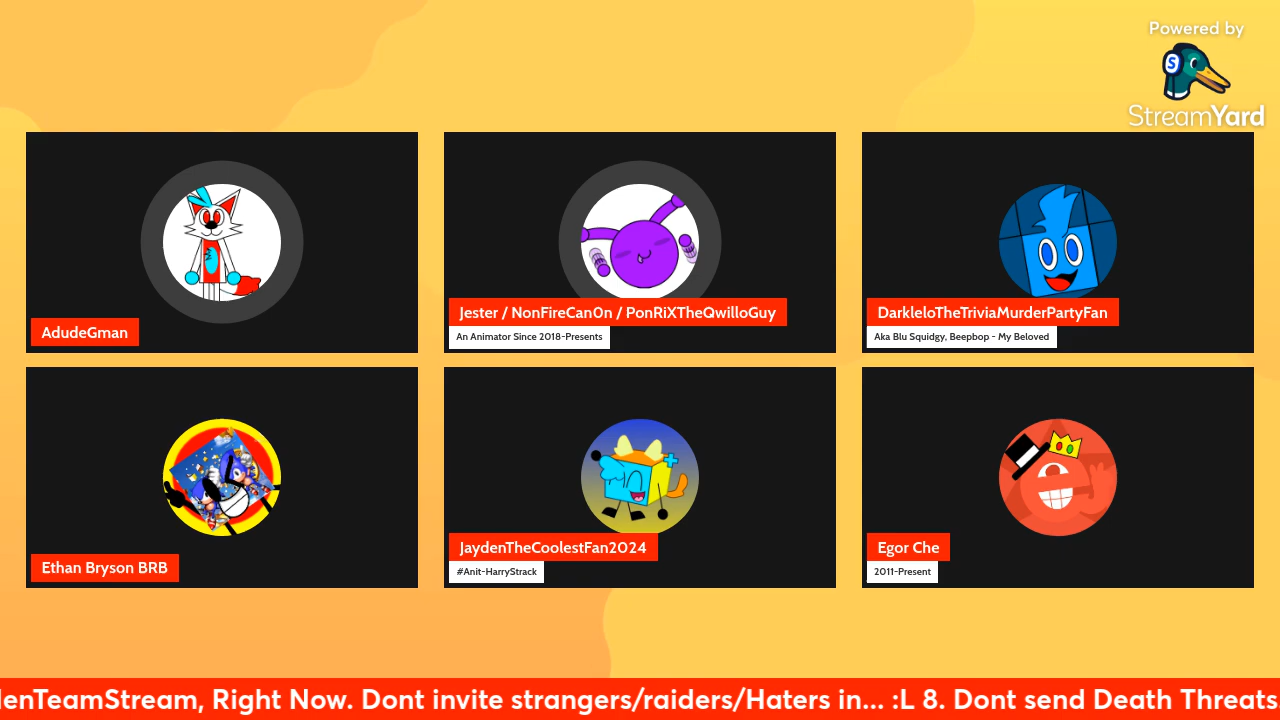 Powered by
S
StreamYard
AdudeGman
Jester / NonFireCan0n / PonRiXTheQwilloGuy
An Animator Since 2018-Presents
DarkleloTheTriviaMurderPartyFan
Aka Blu Squidgy, Beepbop - My Beloved
Ethan Bryson BRB
JaydenTheCoolestFan2024
#Anit-HarryStrack
Egor Che
2011-Present
enTeamStream, Right Now. Dont invite strangers/raiders/Haters in... :L 8. Dont send Death Threats